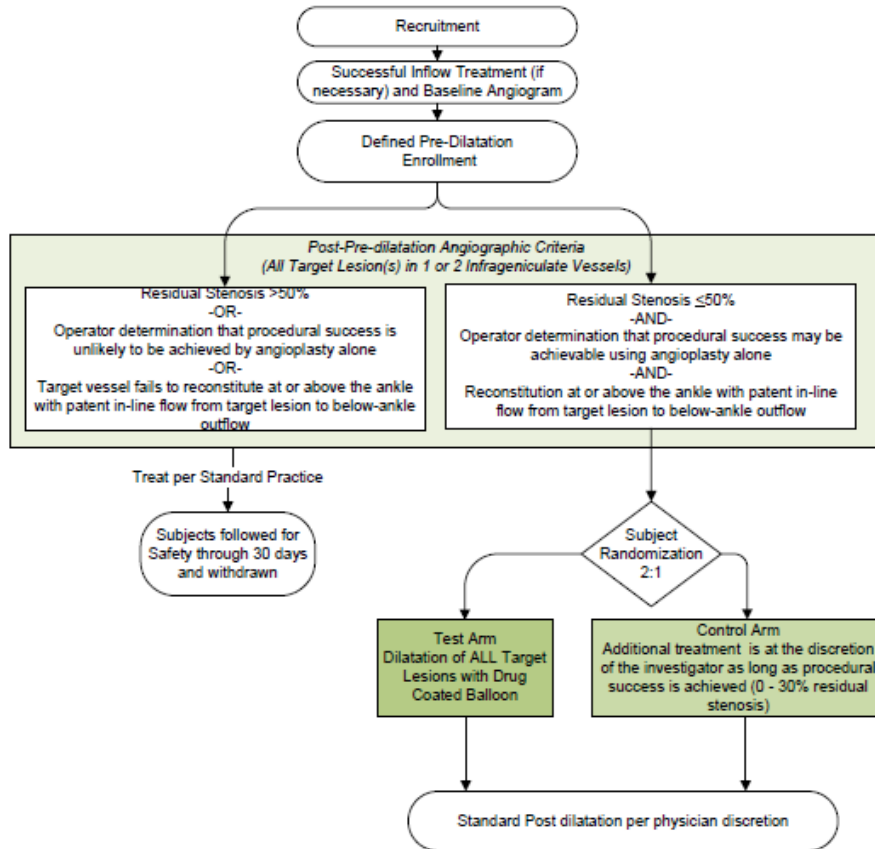 Recruitment
Successful Inflow Treatment (if
necessary) and Baseline Angiogram
Defined Pre-Dilatation
Enrollment
Post-Pre-dilatation Angiographic Criteria
(All Target Lesion(s) in 1 or 2 Infrageniculate Vessels)
Residual Stenosis >50%
-OR-
Operator determination that procedural success is
unlikely to be achieved by angioplasty alone
-OR-
Target vessel fails to reconstitute at or above the ankle
with patent in-line flow from target lesion to below-ankle
outflow
Residual Stenosis ≤50%
-AND-
Operator determination that procedural success may be
achievable using angioplasty alone
-AND-
Reconstitution at or above the ankle with patent in-line
flow from target lesion to below-ankle outflow
Treat per Standard Practice
Subjects followed for
Safety through 30 days
and withdrawn
Subject
Randomization
2:1
Test Arm
Dilatation of ALL Target
Lesions with Drug
Coated Balloon
Control Arm
Additional treatment is at the discretion
of the investigator as long as procedural
success is achieved (0 - 30% residual
stenosis)
Standard Post dilatation per physician discretion